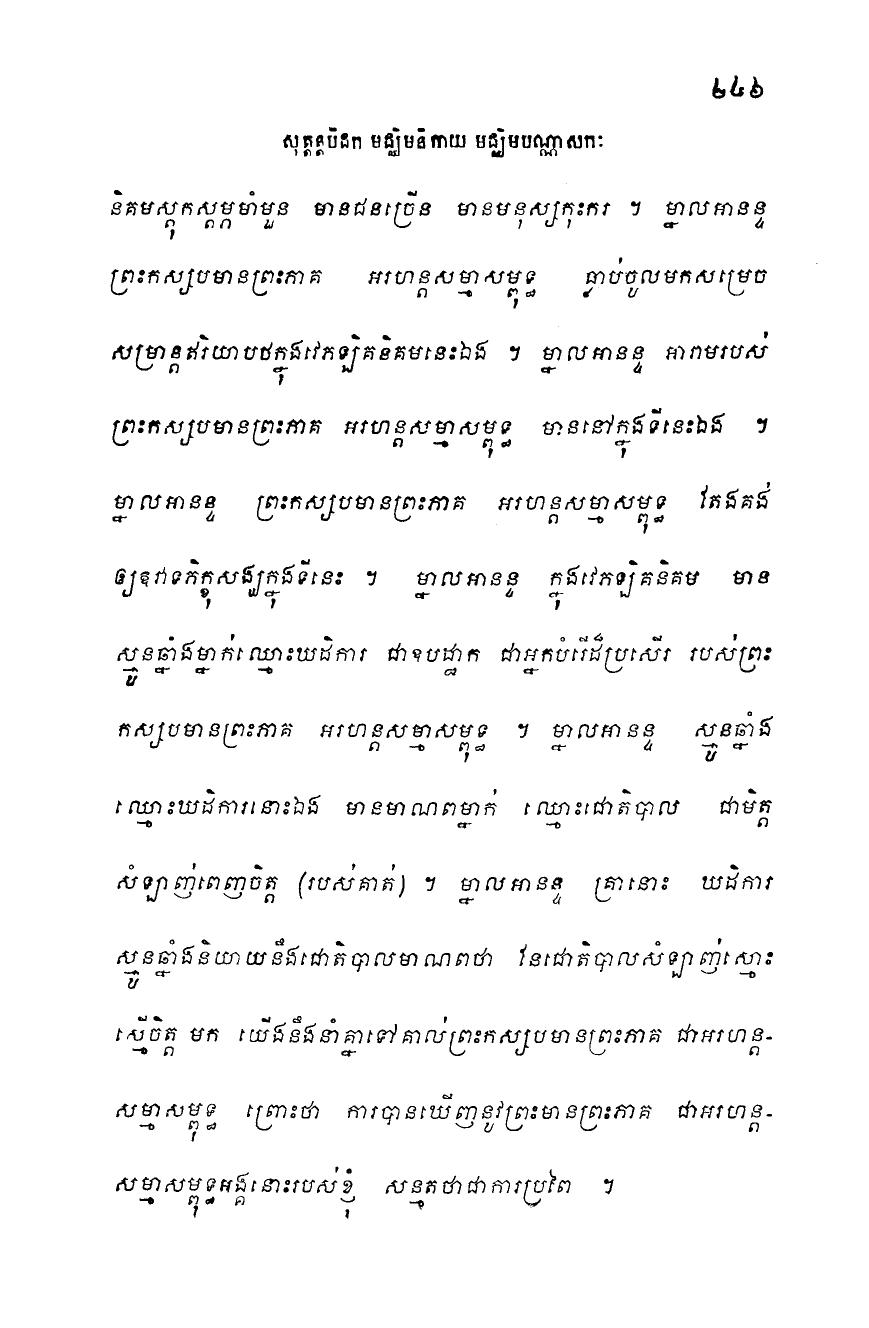 ២៤៦
សុត្តន្តបិដក មជ្ឈិមនិកាយ មជ្ឈិមបណ្ណាសកៈ
និគមស្តុកស្តម្ភមាំមួន មានជនច្រើន មានមនុស្សកុះករ ។ ម្នាលអានន្ទ
ព្រះកស្សបមានព្រះភាគ អរហន្តសម្មាសម្ពុទ្ធ ធ្លាប់ចូលមកសម្រេច
សម្រាន្តឥរិយាបថក្នុងវេភឡិគនិគមនេះឯង ។ ម្នាលអានន្ទ អារាមរបស់
ព្រះកស្សបមានព្រះភាគ អរហន្តសម្មាសម្ពុទ្ធ មាននៅក្នុងទីនេះឯង ។
ម្នាលអានន្ទ ព្រះកស្សបមានព្រះភាគ អរហន្តសម្មាសម្ពុទ្ធ តែងគង់
ឲ្យឱវាទភិក្ខុសង្ឃក្នុងទីនេះ ។ ម្នាលអានន្ទ ក្នុងវេភឡិគនិគម មាន
ស្មូនឆ្នាំងម្នាក់ឈ្មោះឃដិការ ជាឧបដ្ឋាក ជាអ្នកបំរើដ៏ប្រសើរ របស់ព្រះ
កស្សបមានព្រះភាគ អរហន្តសម្មាសម្ពុទ្ធ ។ ម្នាលអានន្ទ ស្មូនឆ្នាំង
ឈ្មោះឃដិការនោះឯង មានមាណពម្នាក់ ឈ្មោះជោតិបាល ជាមិត្ត
សំឡាញ់ពេញចិត្ត (របស់គាត់) ។ ម្នាលអានន្ទ គ្រានោះ ឃដិការ
ស្មូនឆ្នាំងនិយាយនឹងជោតិបាលមាណពថា នែជោតិបាលសំឡាញ់ស្មោះ
ស្មើចិត្ត មក យើងនឹងនាំគ្នាទៅគាល់ព្រះកស្សបមានព្រះភាគ ជាអរហន្ត-
សម្មាសម្ពុទ្ធ ព្រោះថា ការបានឃើញនូវព្រះមានព្រះភាគ ជាអរហន្ត-
សម្មាសម្ពុទ្ធអង្គនោះរបស់ខ្ញុំ សន្មតថាជាការប្រពៃ ។